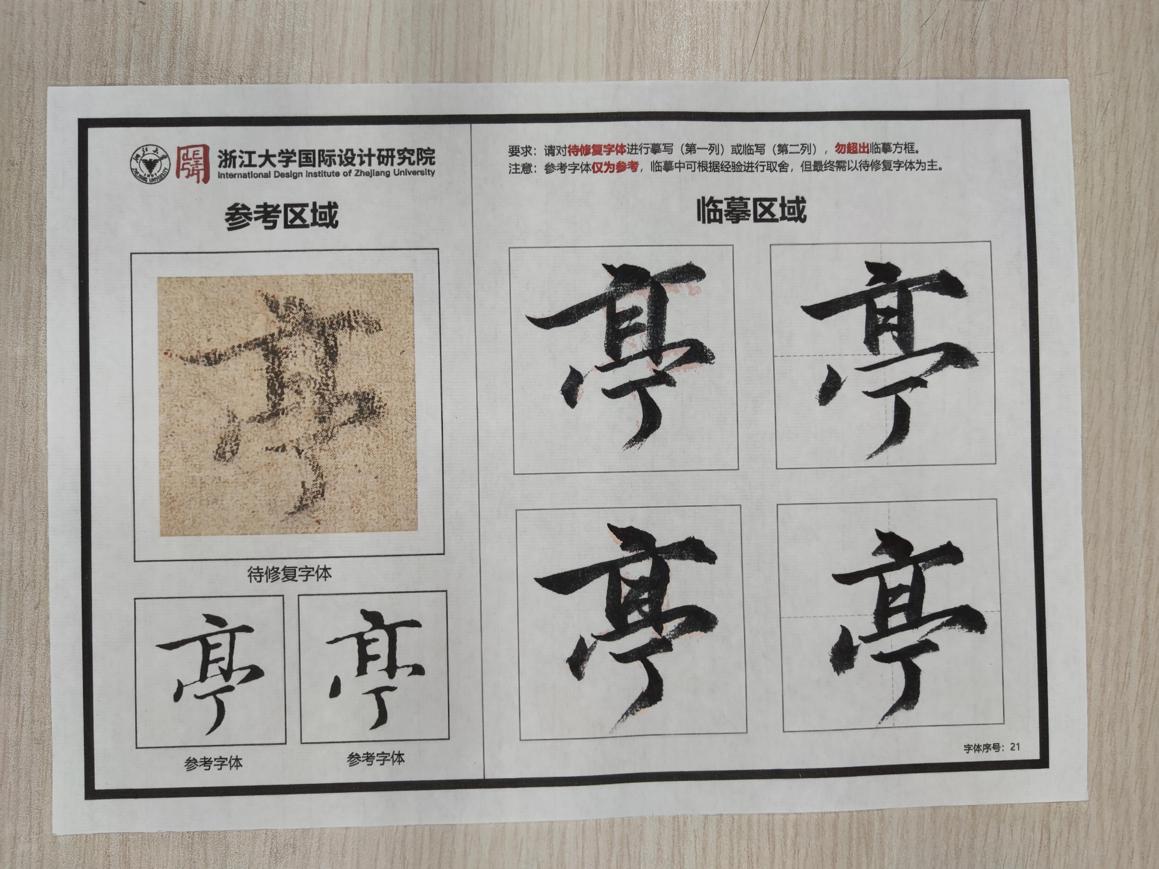 浙江大学国际设计研究院
International Design Institute of Zhejiang University
参考区域
亭
待修复字体
亭 亭
参考字体 参考字体
要求：请对待修复字体进行摹写（第一列）或临写（第二列），勿超出临摹方框。
注意：参考字体仅为参考，临摹中可根据经验进行取舍，但最终需以待修复字体为主。
临摹区域
亭 亭
亭 亭
字体序号：21